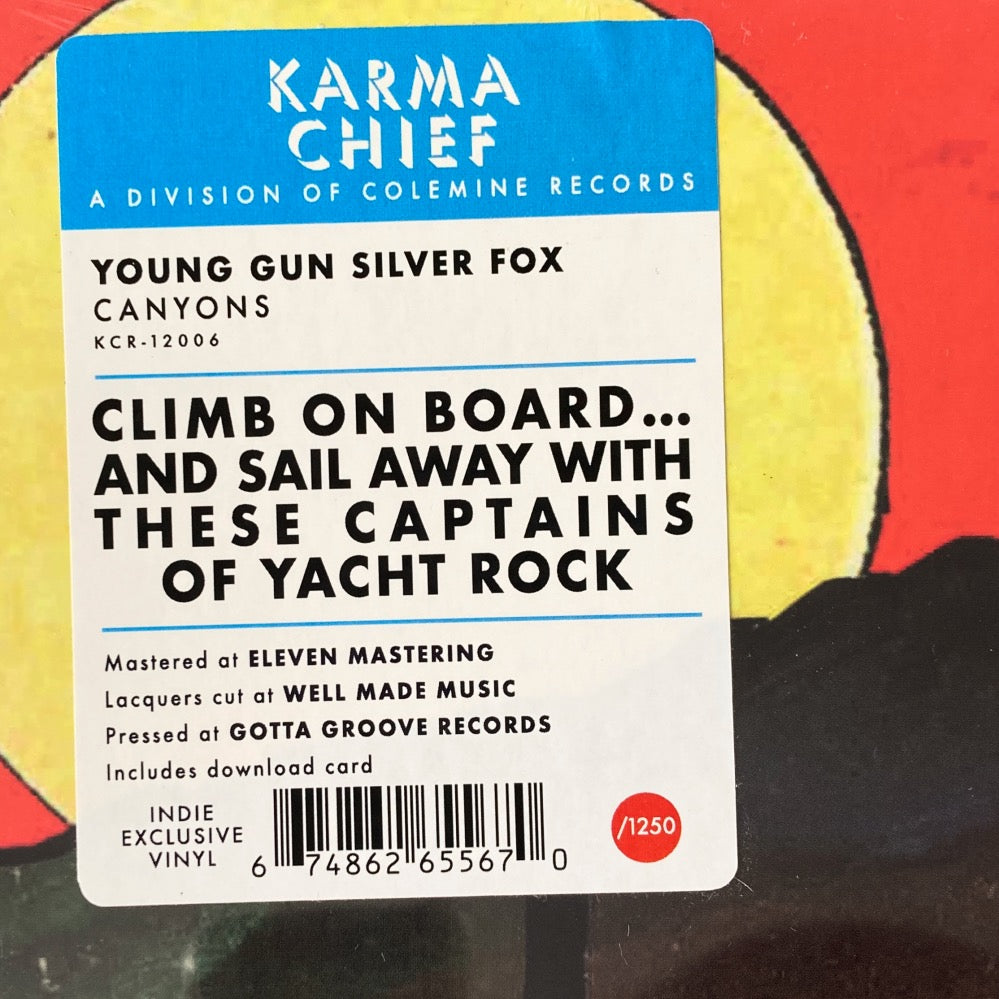 KARMA
CHIEF
A DIVISION OF COLEMINE RECORDS
YOUNG GUN SILVER FOX
CANYONS
KCR-12006
CLIMB ON BOARD...
AND SAIL AWAY WITH
THESE CAPTAINS
OF YACHT ROCK
Mastered at ELEVEN MASTERING
Lacquers cut at WELL MADE MUSIC
Pressed at GOTTA GROOVE RECORDS
Includes download card
INDIE
EXCLUSIVE
VINYL
6 74862 65567 0
/1250